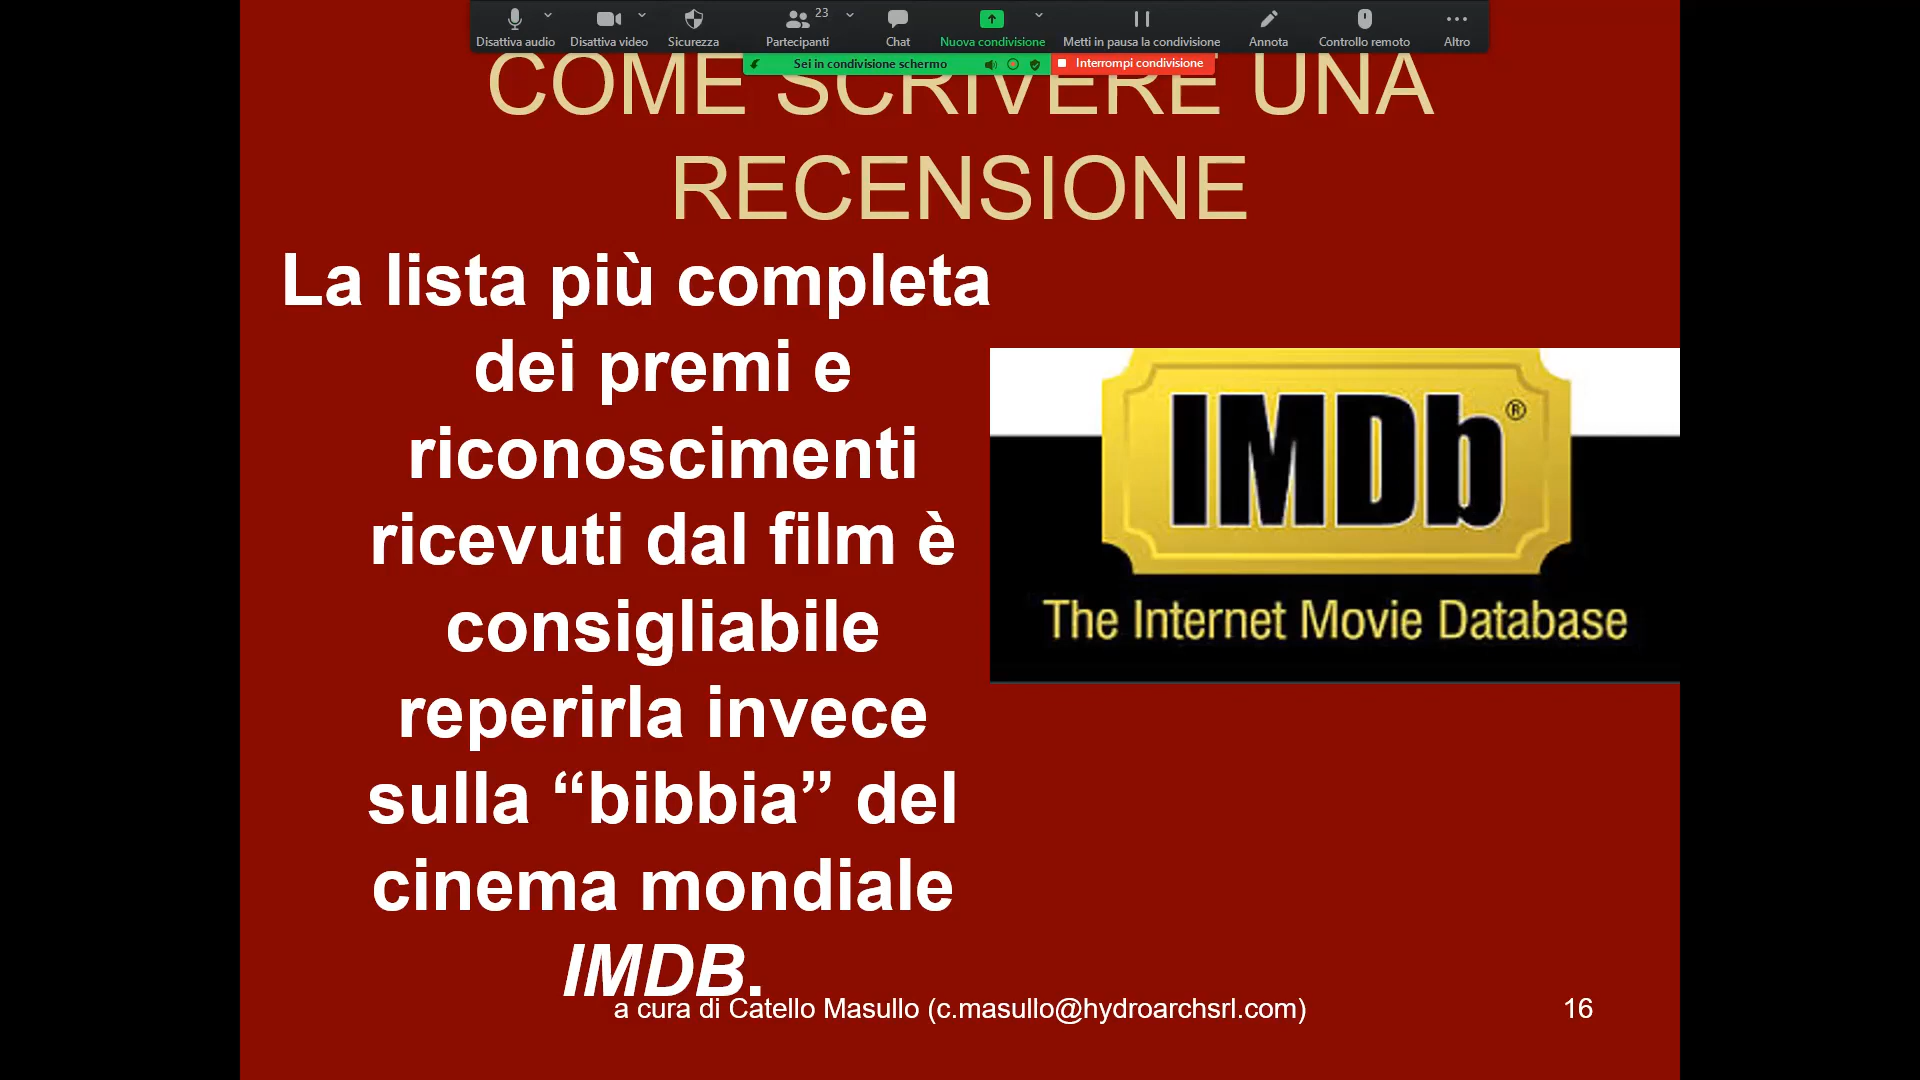 23
Disattiva audio Disattiva video Sicurezza Partecipanti Chat Nuova condivisione Metti in pausa la condivisione Annota Controllo remoto Altro
Sei in condivisione schermo Interrompi condivisione
COME SCRIVERE UNA
RECENSIONE
La lista più completa
dei premi e
riconoscimenti
ricevuti dal film è
consigliabile
reperirla invece
sulla “bibbia” del
cinema mondiale
IMDB.
IMDb®
The Internet Movie Database
a cura di Catello Masullo (c.masullo@hydroarchsrl.com)
16